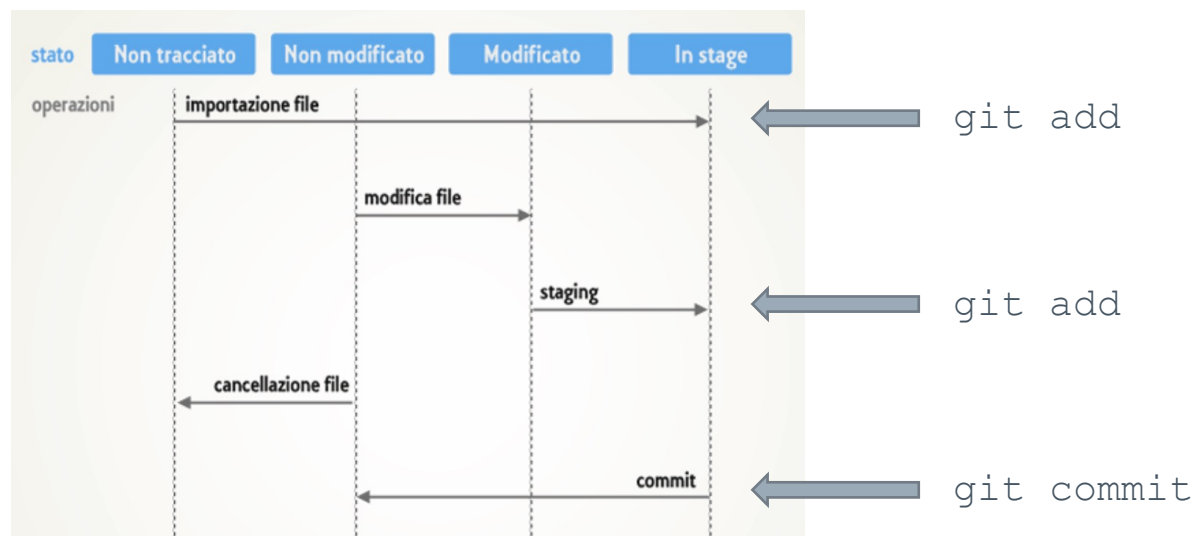 stato Non tracciato Non modificato Modificato In stage
operazioni importazione file git add
modifica file
staging git add
cancellazione file
commit git commit